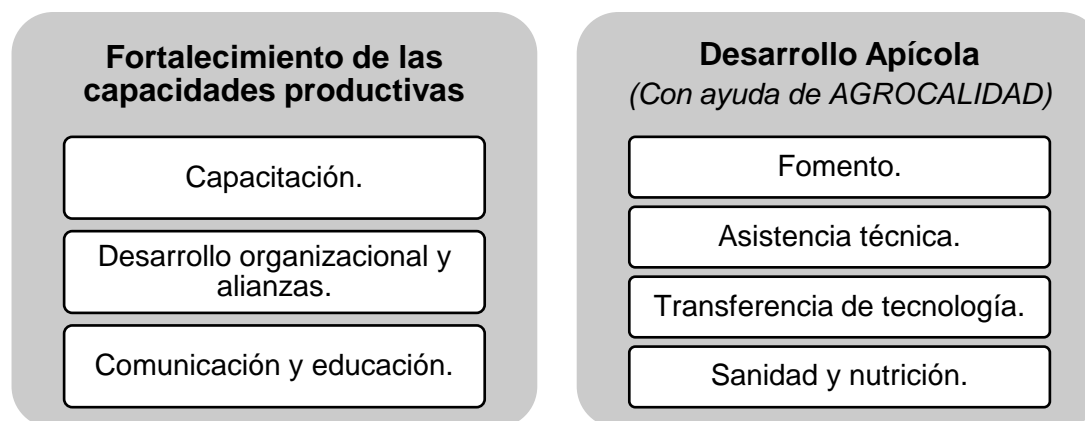 Fortalecimiento de las
capacidades productivas
Capacitación.
Desarrollo organizacional y
alianzas.
Comunicación y educación.
Desarrollo Apícola
(Con ayuda de AGROCALIDAD)
Fomento.
Asistencia técnica.
Transferencia de tecnología.
Sanidad y nutrición.